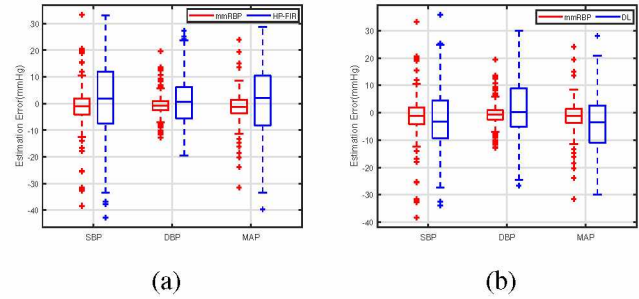 mmRBP HP-FIR
Estimation Error(mmHg)
30
20
10
0
-10
-20
-30
-40
SBP DBP MAP
(a)
mmRBP DL
Estimation Error(mmHg)
30
20
10
0
-10
-20
-30
-40
SBP DBP MAP
(b)